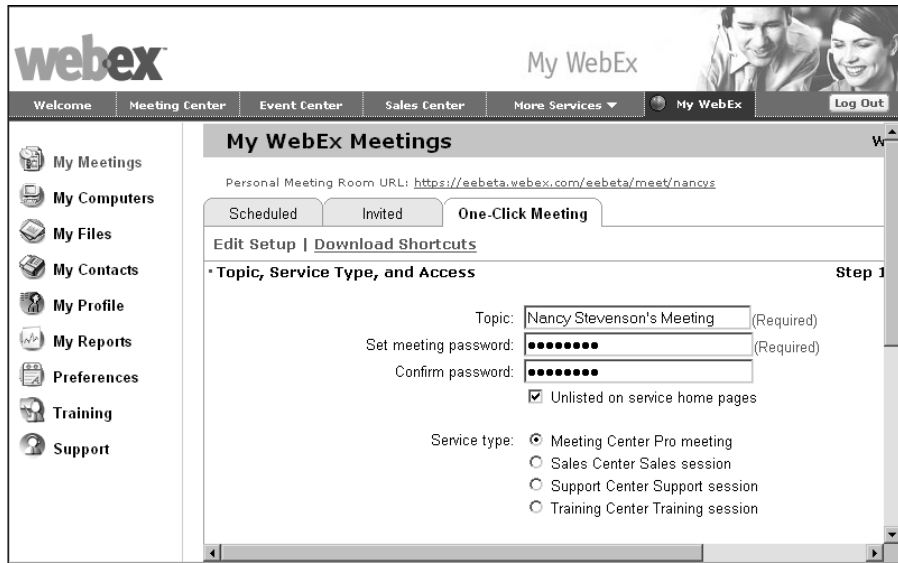 webex
My WebEx
Welcome Meeting Center Event Center Sales Center More Services My WebEx Log Out
My Meetings
My Computers
My Files
My Contacts
My Profile
My Reports
Preferences
Training
Support
My WebEx Meetings W
Personal Meeting Room URL: https://eebeta.webex.com/eebeta/meet/nancys
Scheduled Invited One-Click Meeting
Edit Setup | Download Shortcuts
Topic, Service Type, and Access Step 1
Topic: Nancy Stevenson's Meeting (Required)
Set meeting password: •••••••• (Required)
Confirm password: ••••••••
Unlisted on service home pages
Service type: Meeting Center Pro meeting
Sales Center Sales session
Support Center Support session
Training Center Training session